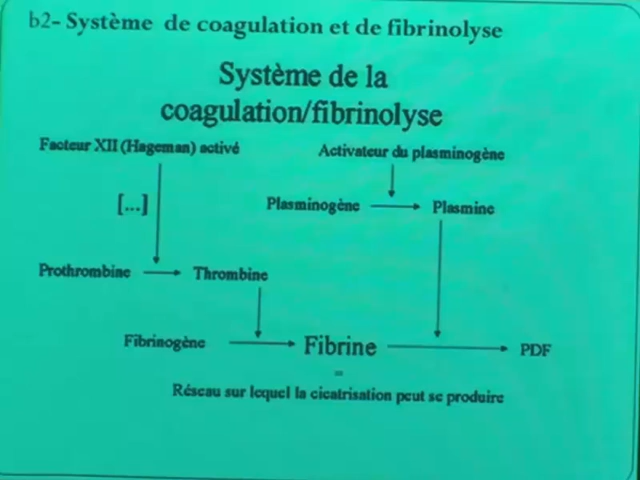 b2- Système de coagulation et de fibrinolyse
Système de la
coagulation/fibrinolyse
Facteur XII (Hageman) activé
Activateur du plasminogène
[...]
Plasminogène
Plasmine
Prothrombine
Thrombine
Fibrinogène
Fibrine
PDF
=
Réseau sur lequel la cicatrisation peut se produire